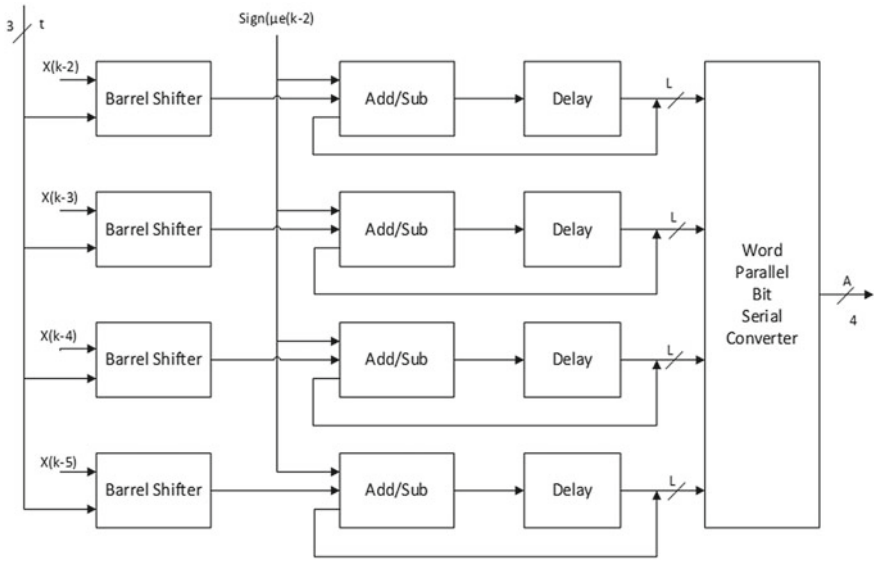 3 t
Sign(μe(k-2)
X(k-2)
Barrel Shifter
Add/Sub
Delay
L
X(k-3)
Barrel Shifter
Add/Sub
Delay
L
Word
Parallel
Bit
Serial
Converter
A
4
X(k-4)
Barrel Shifter
Add/Sub
Delay
L
X(k-5)
Barrel Shifter
Add/Sub
Delay
L